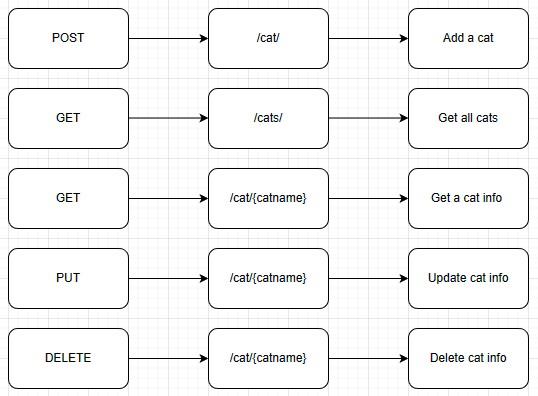 POST /cat/ Add a cat
GET /cats/ Get all cats
GET /cat/{catname} Get a cat info
PUT /cat/{catname} Update cat info
DELETE /cat/{catname} Delete cat info